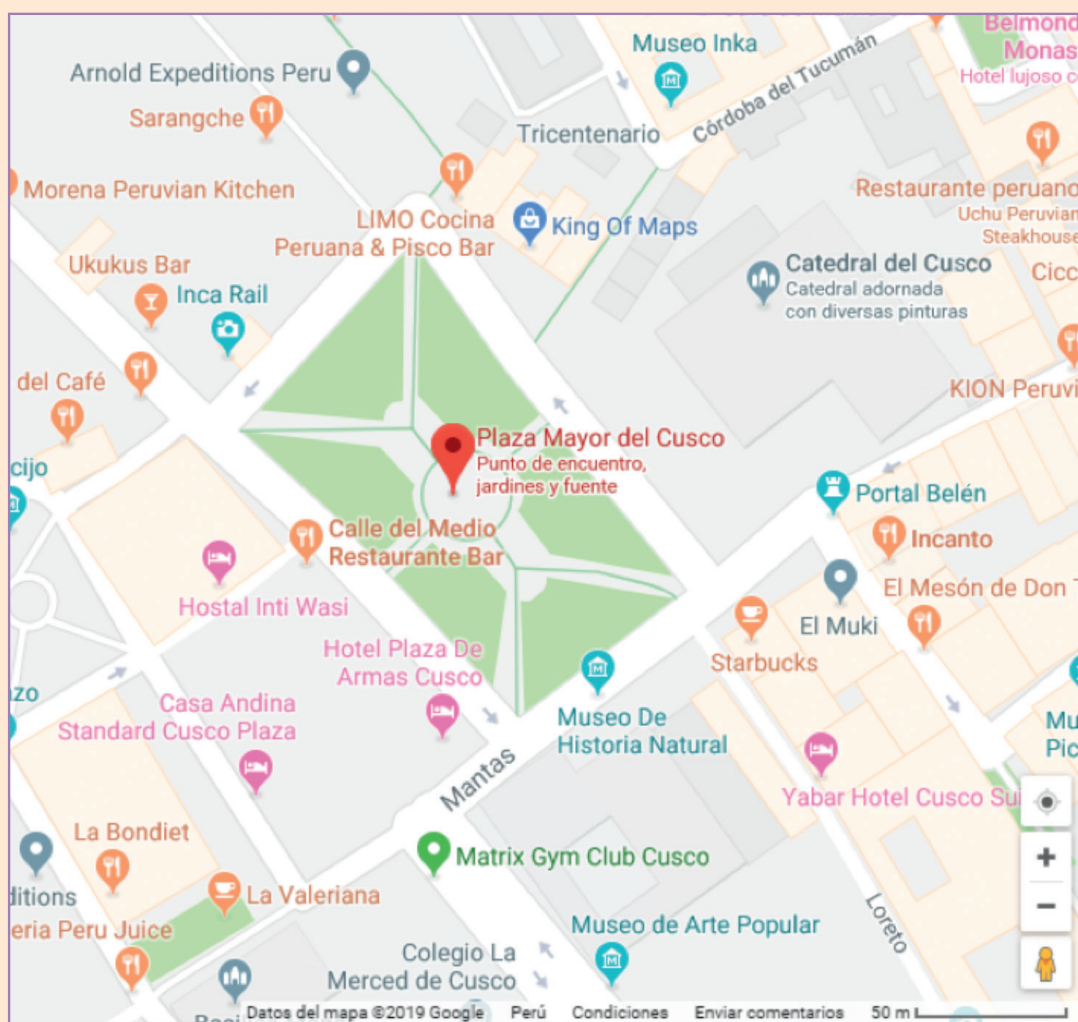 Belmond
Monas
Hotel lujoso co
Museo Inka
Córdoba del Tucumán
Arnold Expeditions Peru
Sarangche
Tricentenario
Morena Peruvian Kitchen
Restaurante peruano
Uchu Peruvian
Steakhouse
LIMO Cocina
Peruana & Pisco Bar
King Of Maps
Ukukus Bar
Catedral del Cusco
Catedral adornada
con diversas pinturas
Cicc
Inca Rail
del Café
KION Peruvi
Plaza Mayor del Cusco
Punto de encuentro,
jardines y fuente
cijo
Portal Belén
Calle del Medio
Restaurante Bar
Incanto
Hostal Inti Wasi
El Mesón de Don T
El Muki
Hotel Plaza De
Armas Cusco
Starbucks
zo
Casa Andina
Standard Cusco Plaza
Museo De
Historia Natural
Mu
Pic
Mantas
Yabar Hotel Cusco Sui
La Bondiet
Matrix Gym Club Cusco
ditions
La Valeriana
Loreto
eria Peru Juice
Museo de Arte Popular
Colegio La
Merced de Cusco
Datos del mapa ©2019 Google Perú Condiciones Enviar comentarios 50 m